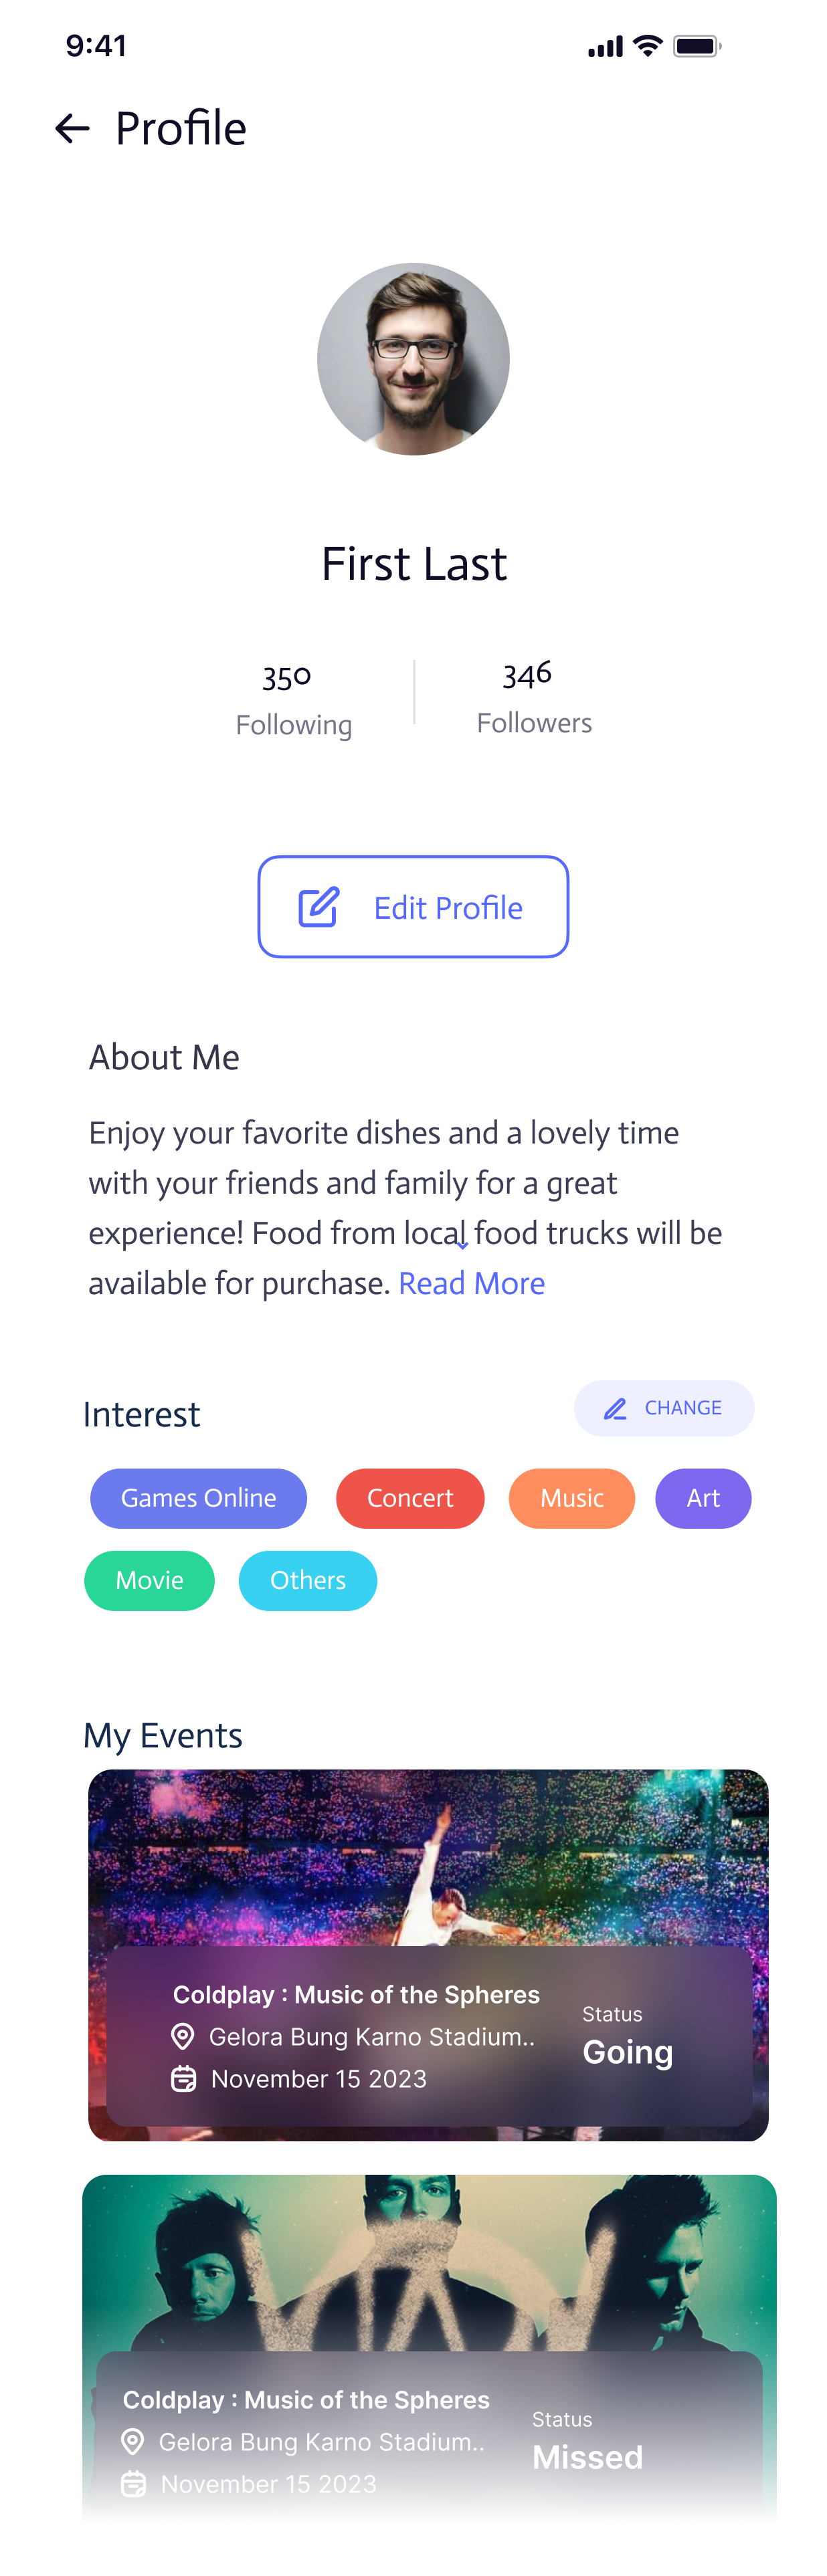 9:41
Profile
First Last
350
346
Following
Followers
Edit Profile
About Me
Enjoy your favorite dishes and a lovely time
with your friends and family for a great
experience! Food from local food trucks will be
available for purchase. Read More
Interest
CHANGE
Games Online
Concert
Music
Art
Movie
Others
My Events
Coldplay : Music of the Spheres
Gelora Bung Karno Stadium..
November 15 2023
Status
Going
Coldplay : Music of the Spheres
Gelora Bung Karno Stadium..
November 15 2023
Status
Missed